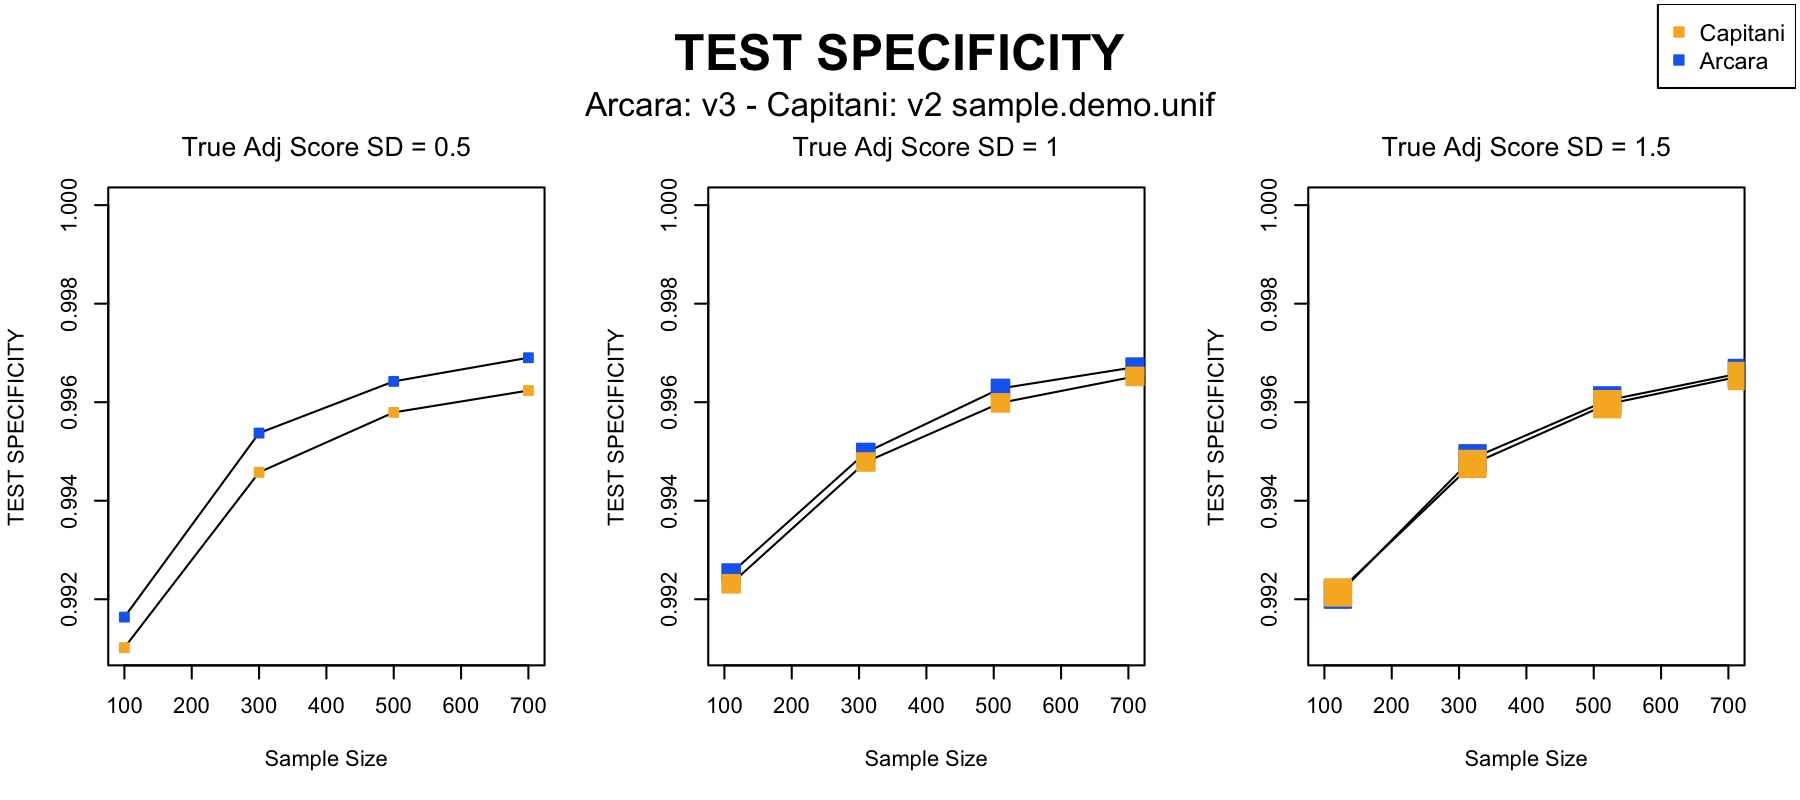 TEST SPECIFICITY
Arcara: v3 - Capitani: v2 sample.demo.unif
Capitani
Arcara
True Adj Score SD = 0.5
TEST SPECIFICITY
1.000
0.998
0.996
0.994
0.992
100 200 300 400 500 600 700
Sample Size
True Adj Score SD = 1
TEST SPECIFICITY
1.000
0.998
0.996
0.994
0.992
100 200 300 400 500 600 700
Sample Size
True Adj Score SD = 1.5
TEST SPECIFICITY
1.000
0.998
0.996
0.994
0.992
100 200 300 400 500 600 700
Sample Size